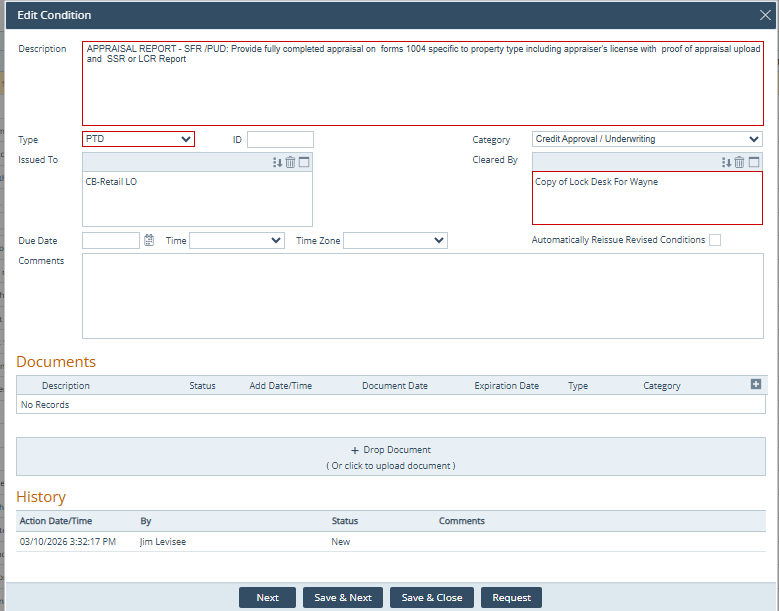 Edit Condition
Description
APPRAISAL REPORT - SFR /PUD: Provide fully completed appraisal on  forms 1004 specific to property type including appraiser's license with  proof of appraisal upload
and  SSR or LCR Report
Type PTD ID Category Credit Approval / Underwriting
Issued To Cleared By
CB-Retail LO Copy of Lock Desk For Wayne
Due Date Time Time Zone Automatically Reissue Revised Conditions
Comments
Documents
Description Status Add Date/Time Document Date Expiration Date Type Category
No Records
+ Drop Document
( Or click to upload document )
History
Action Date/Time By Status Comments
03/10/2026 3:32:17 PM Jim Levisee New
Next Save & Next Save & Close Request